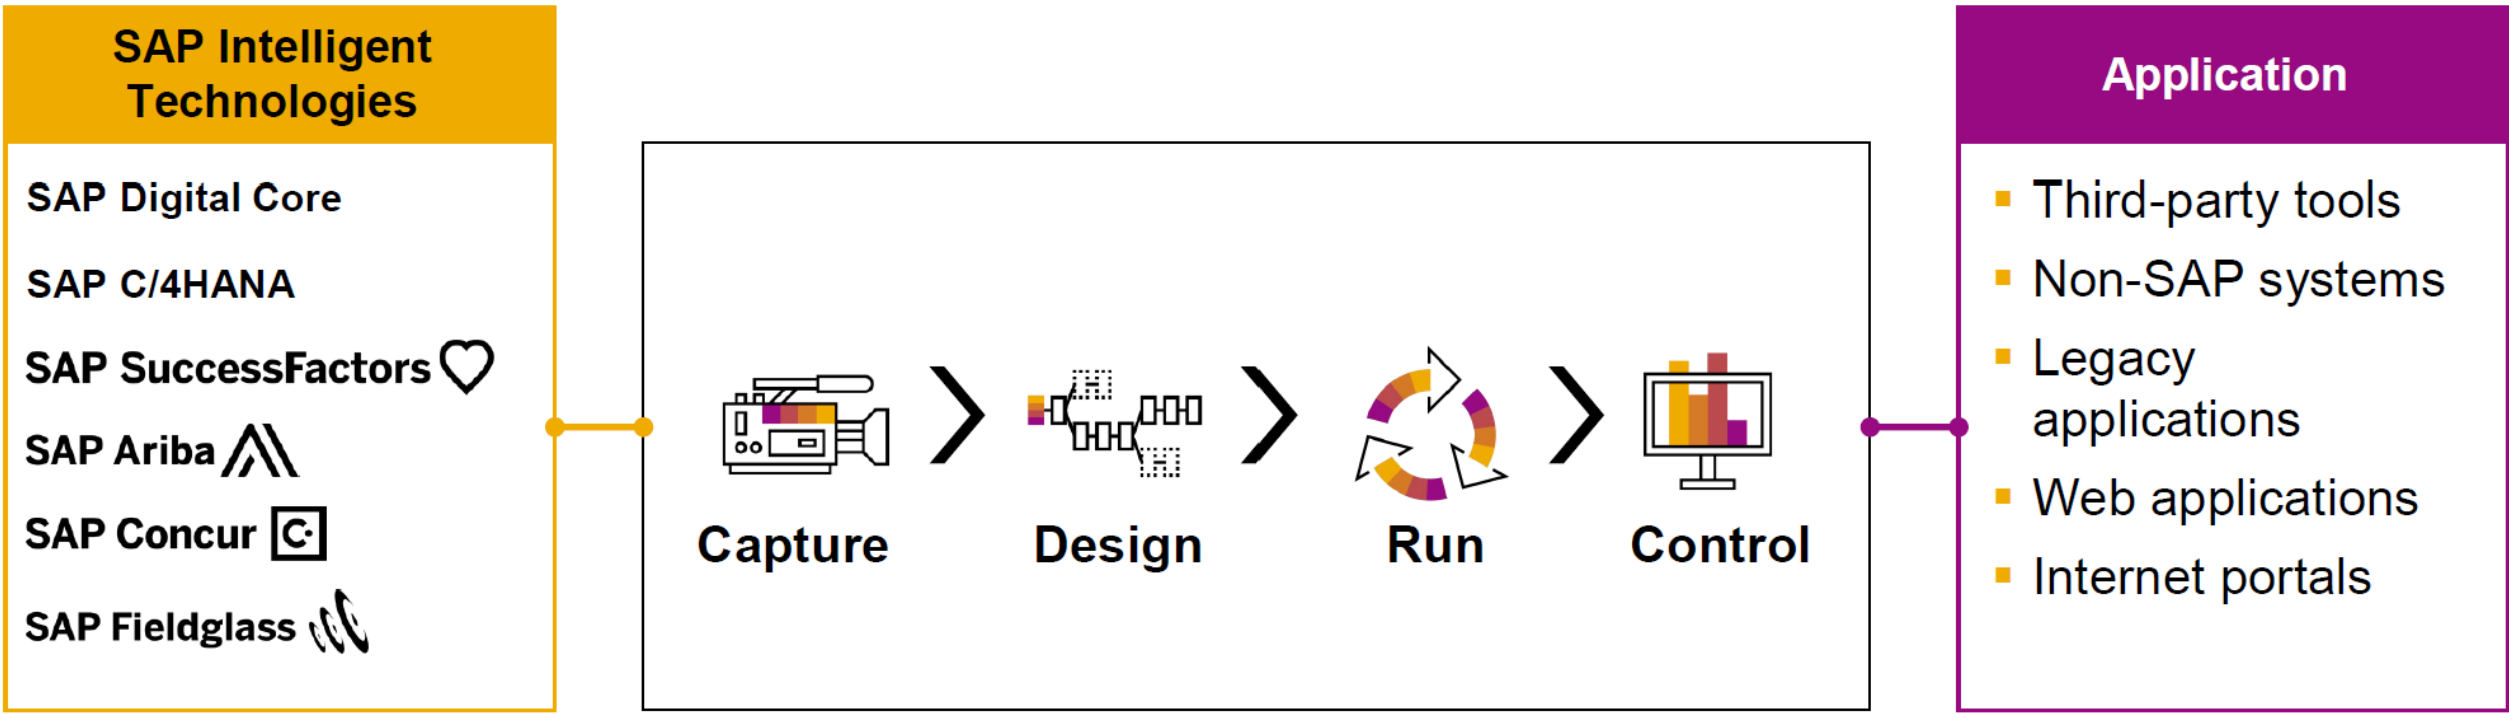 SAP Intelligent
Technologies
SAP Digital Core
SAP C/4HANA
SAP SuccessFactors
SAP Ariba
SAP Concur C.
SAP Fieldglass
Capture
Design
Run
Control
Application
Third-party tools
Non-SAP systems
Legacy
applications
Web applications
Internet portals